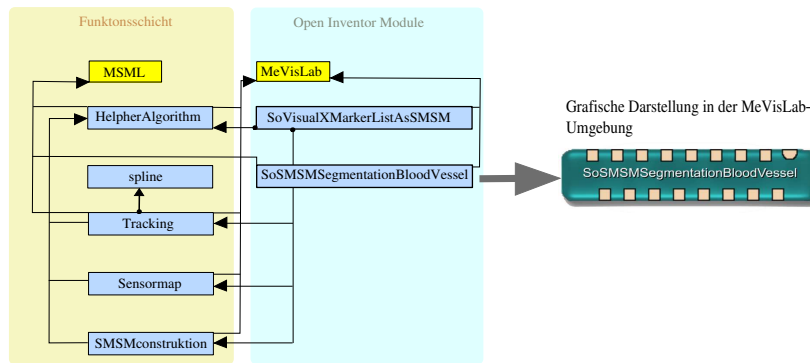 Funktonsschicht
Open Inventor Module
MSML
MeVisLab
HelpherAlgorithm
SoVisualXMarkerListAsSMSM
spline
SoSMSMSegmentationBloodVessel
Tracking
Sensormap
SMSMconstruktion
Grafische Darstellung in der MeVisLab-
Umgebung
SoSMSMSegmentationBloodVessel